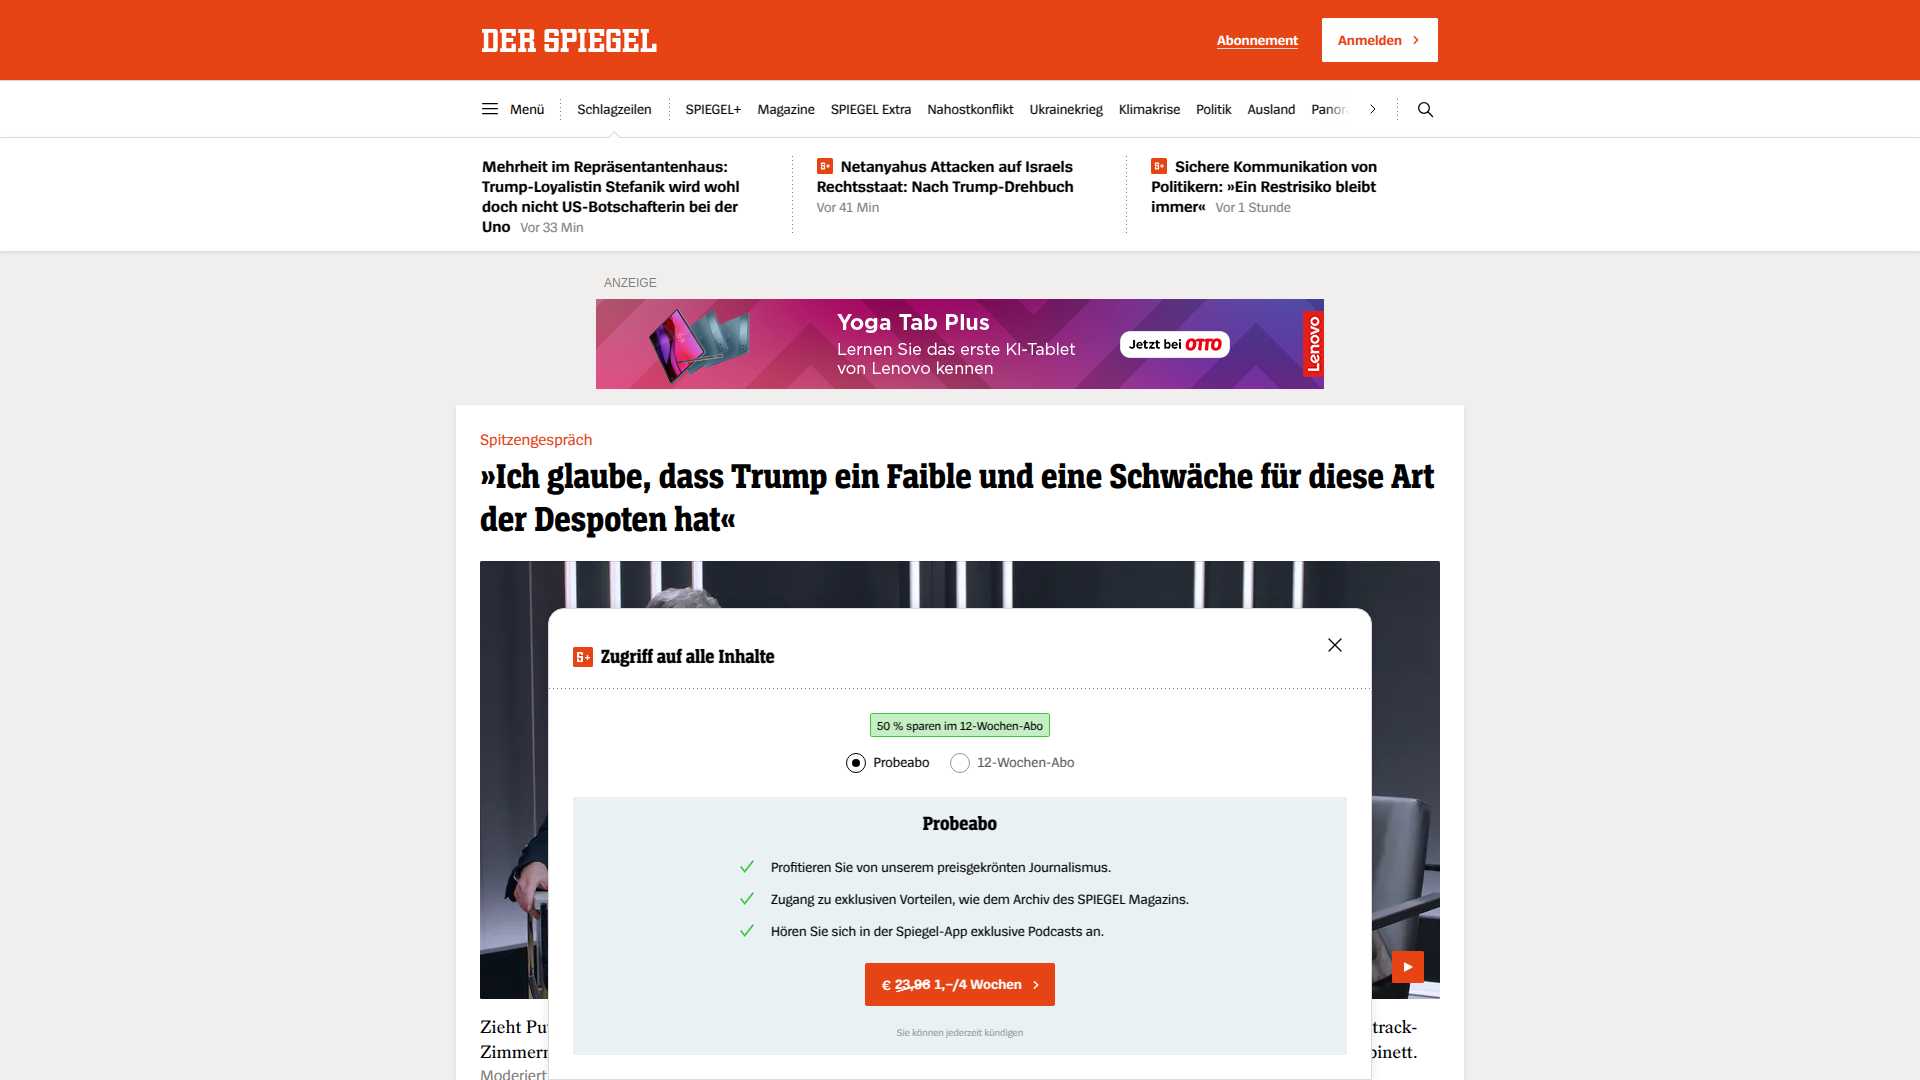 DER SPIEGEL
Abonnement
Anmelden
Menü
Schlagzeilen
SPIEGEL+
Magazine
SPIEGEL Extra
Nahostkonflikt
Ukrainekrieg
Klimakrise
Politik
Ausland
Panor
Mehrheit im Repräsentantenhaus:
Trump-Loyalistin Stefanik wird wohl
doch nicht US-Botschafterin bei der
Uno Vor 33 Min
S+ Netanyahus Attacken auf Israels
Rechtsstaat: Nach Trump-Drehbuch
Vor 41 Min
S+ Sichere Kommunikation von
Politikern: »Ein Restrisiko bleibt
immer« Vor 1 Stunde
ANZEIGE
Yoga Tab Plus
Lernen Sie das erste KI-Tablet
von Lenovo kennen
Jetzt bei OTTO
Lenovo
Spitzengespräch
»Ich glaube, dass Trump ein Faible und eine Schwäche für diese Art
der Despoten hat«
S+ Zugriff auf alle Inhalte
50 % sparen im 12-Wochen-Abo
Probeabo
12-Wochen-Abo
Probeabo
Profitieren Sie von unserem preisgekrönten Journalismus.
Zugang zu exklusiven Vorteilen, wie dem Archiv des SPIEGEL Magazins.
Hören Sie sich in der Spiegel-App exklusive Podcasts an.
€ 23,96 1,–/4 Wochen
Sie können jederzeit kündigen
Zieht Pu
track-
Zimmer
binett.
Moderiert